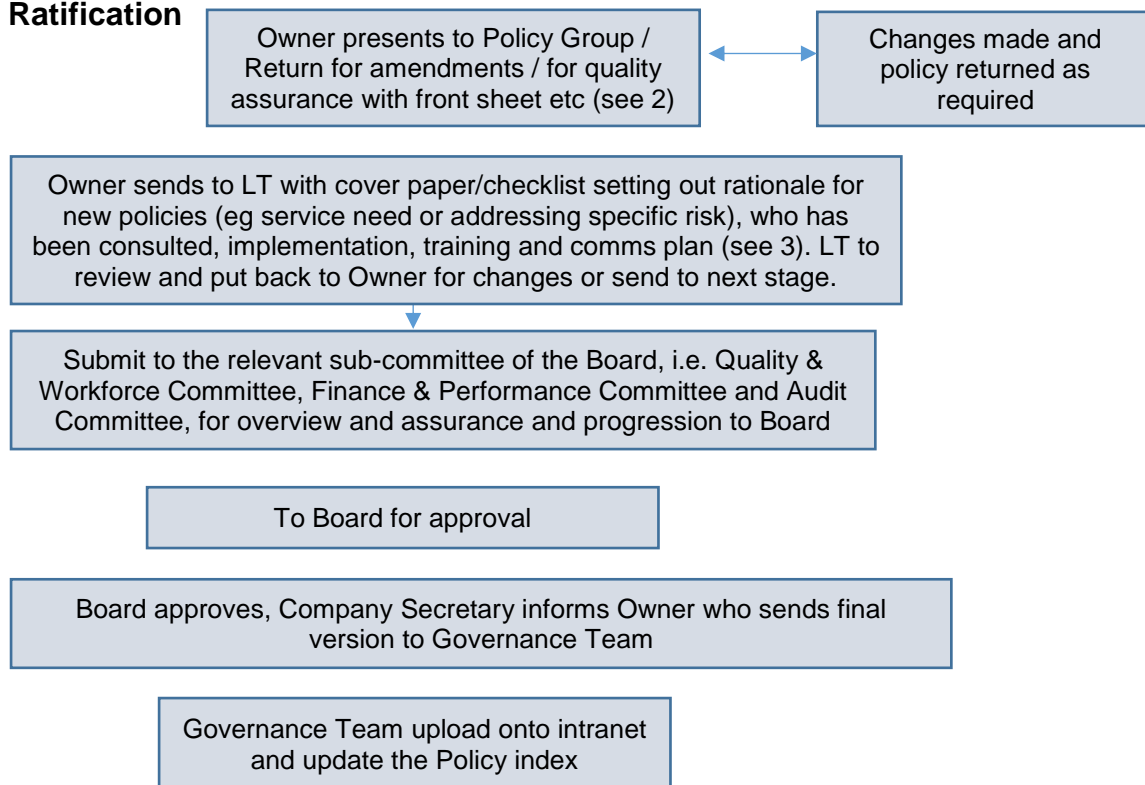 Ratification
Owner presents to Policy Group /
Return for amendments / for quality
assurance with front sheet etc (see 2)
Changes made and
policy returned as
required
Owner sends to LT with cover paper/checklist setting out rationale for
new policies (eg service need or addressing specific risk), who has
been consulted, implementation, training and comms plan (see 3). LT to
review and put back to Owner for changes or send to next stage.
Submit to the relevant sub-committee of the Board, i.e. Quality &
Workforce Committee, Finance & Performance Committee and Audit
Committee, for overview and assurance and progression to Board
To Board for approval
Board approves, Company Secretary informs Owner who sends final
version to Governance Team
Governance Team upload onto intranet
and update the Policy index